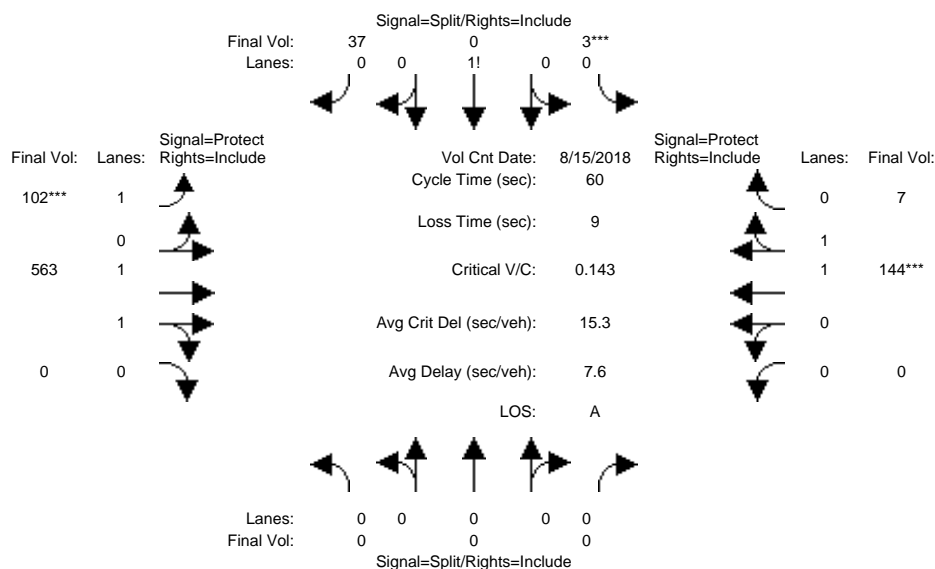 Signal=Split/Rights=Include
Final Vol: 37 0 3***
Lanes: 0 0 1! 0 0
Signal=Protect Signal=Protect
Final Vol: Lanes: Rights=Include Vol Cnt Date: 8/15/2018 Rights=Include Lanes: Final Vol:
Cycle Time (sec): 60
102*** 1 0 7
Loss Time (sec): 9
0 1
563 1 Critical V/C: 0.143 1 144***
1 Avg Crit Del (sec/veh): 15.3 0
0 0 Avg Delay (sec/veh): 7.6 0 0
LOS: A
Lanes: 0 0 0 0 0
Final Vol: 0 0 0
Signal=Split/Rights=Include